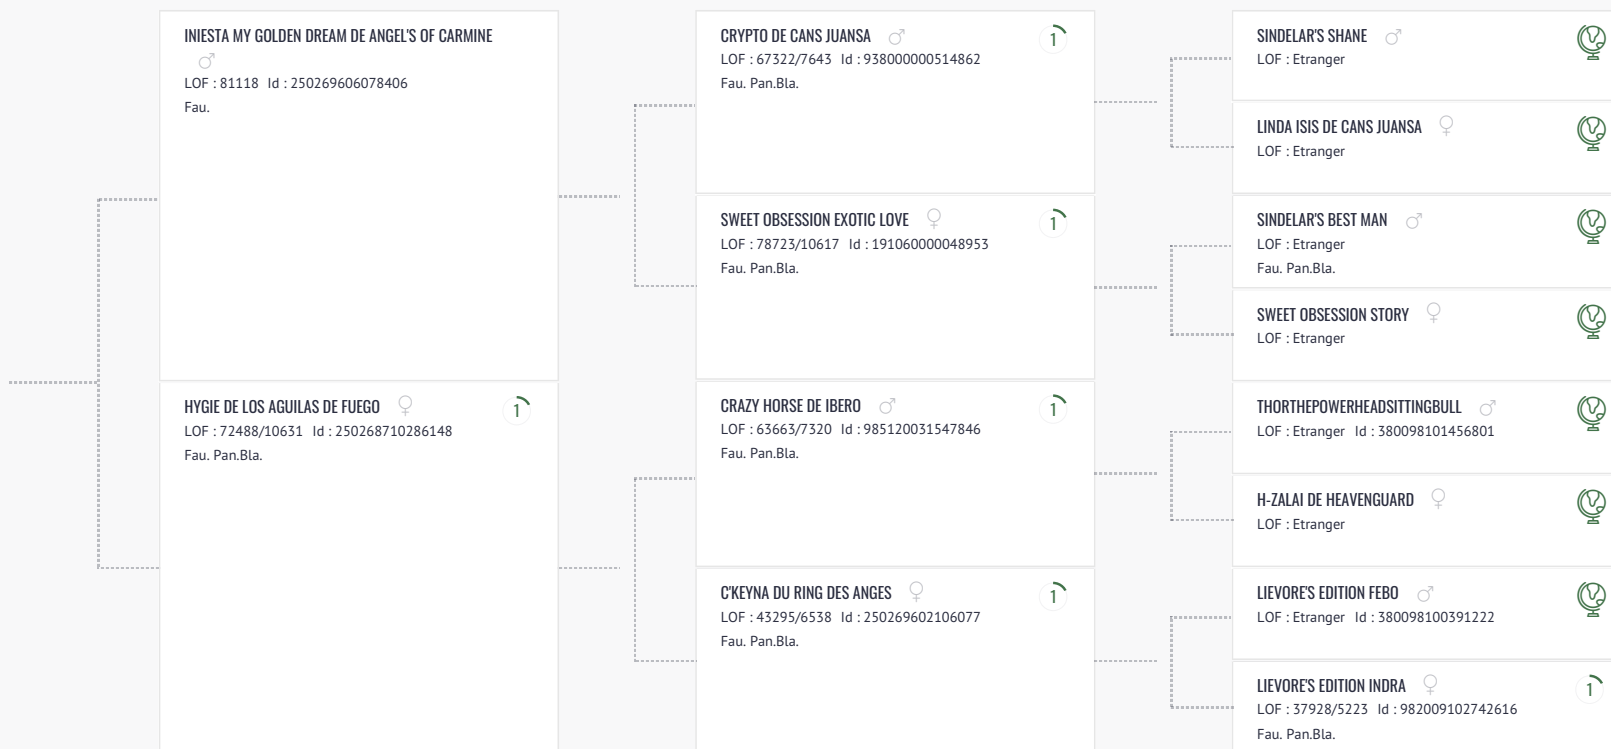 INIESTA MY GOLDEN DREAM DE ANGEL'S OF CARMINE
LOF : 81118 Id : 250269606078406
Fau.
HYGIE DE LOS AGUILAS DE FUEGO
1
LOF : 72488/10631 Id : 250268710286148
Fau. Pan.Bla.
CRYPTO DE CANS JUANSA
1
LOF : 67322/7643 Id : 938000000514862
Fau. Pan.Bla.
SWEET OBSESSION EXOTIC LOVE
1
LOF : 78723/10617 Id : 191060000048953
Fau. Pan.Bla.
CRAZY HORSE DE IBERO
1
LOF : 63663/7320 Id : 985120031547846
Fau. Pan.Bla.
C'KEYNA DU RING DES ANGES
1
LOF : 43295/6538 Id : 250269602106077
Fau. Pan.Bla.
SINDELAR'S SHANE
LOF : Etranger
LINDA ISIS DE CANS JUANSA
LOF : Etranger
SINDELAR'S BEST MAN
LOF : Etranger
Fau. Pan.Bla.
SWEET OBSESSION STORY
LOF : Etranger
THORTHEPOWERHEADSITTINGBULL
LOF : Etranger Id : 380098101456801
H-ZALAI DE HEAVENGUARD
LOF : Etranger
LIEVORE'S EDITION FEBO
LOF : Etranger Id : 380098100391222
LIEVORE'S EDITION INDRA
1
LOF : 37928/5223 Id : 982009102742616
Fau. Pan.Bla.